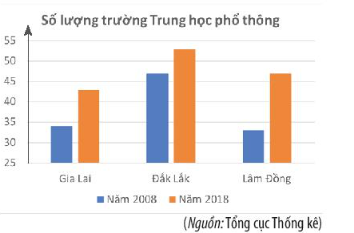 Số lượng trường Trung học phổ thông
55
50
45
40
35
30
25
Gia Lai Đắk Lắk Lâm Đồng
Năm 2008 Năm 2018
(Nguồn: Tổng cục Thống kê)